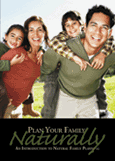 PLAN YOUR FAMILY
Naturally
AN INTRODUCTION TO NATURAL FAMILY PLANNING